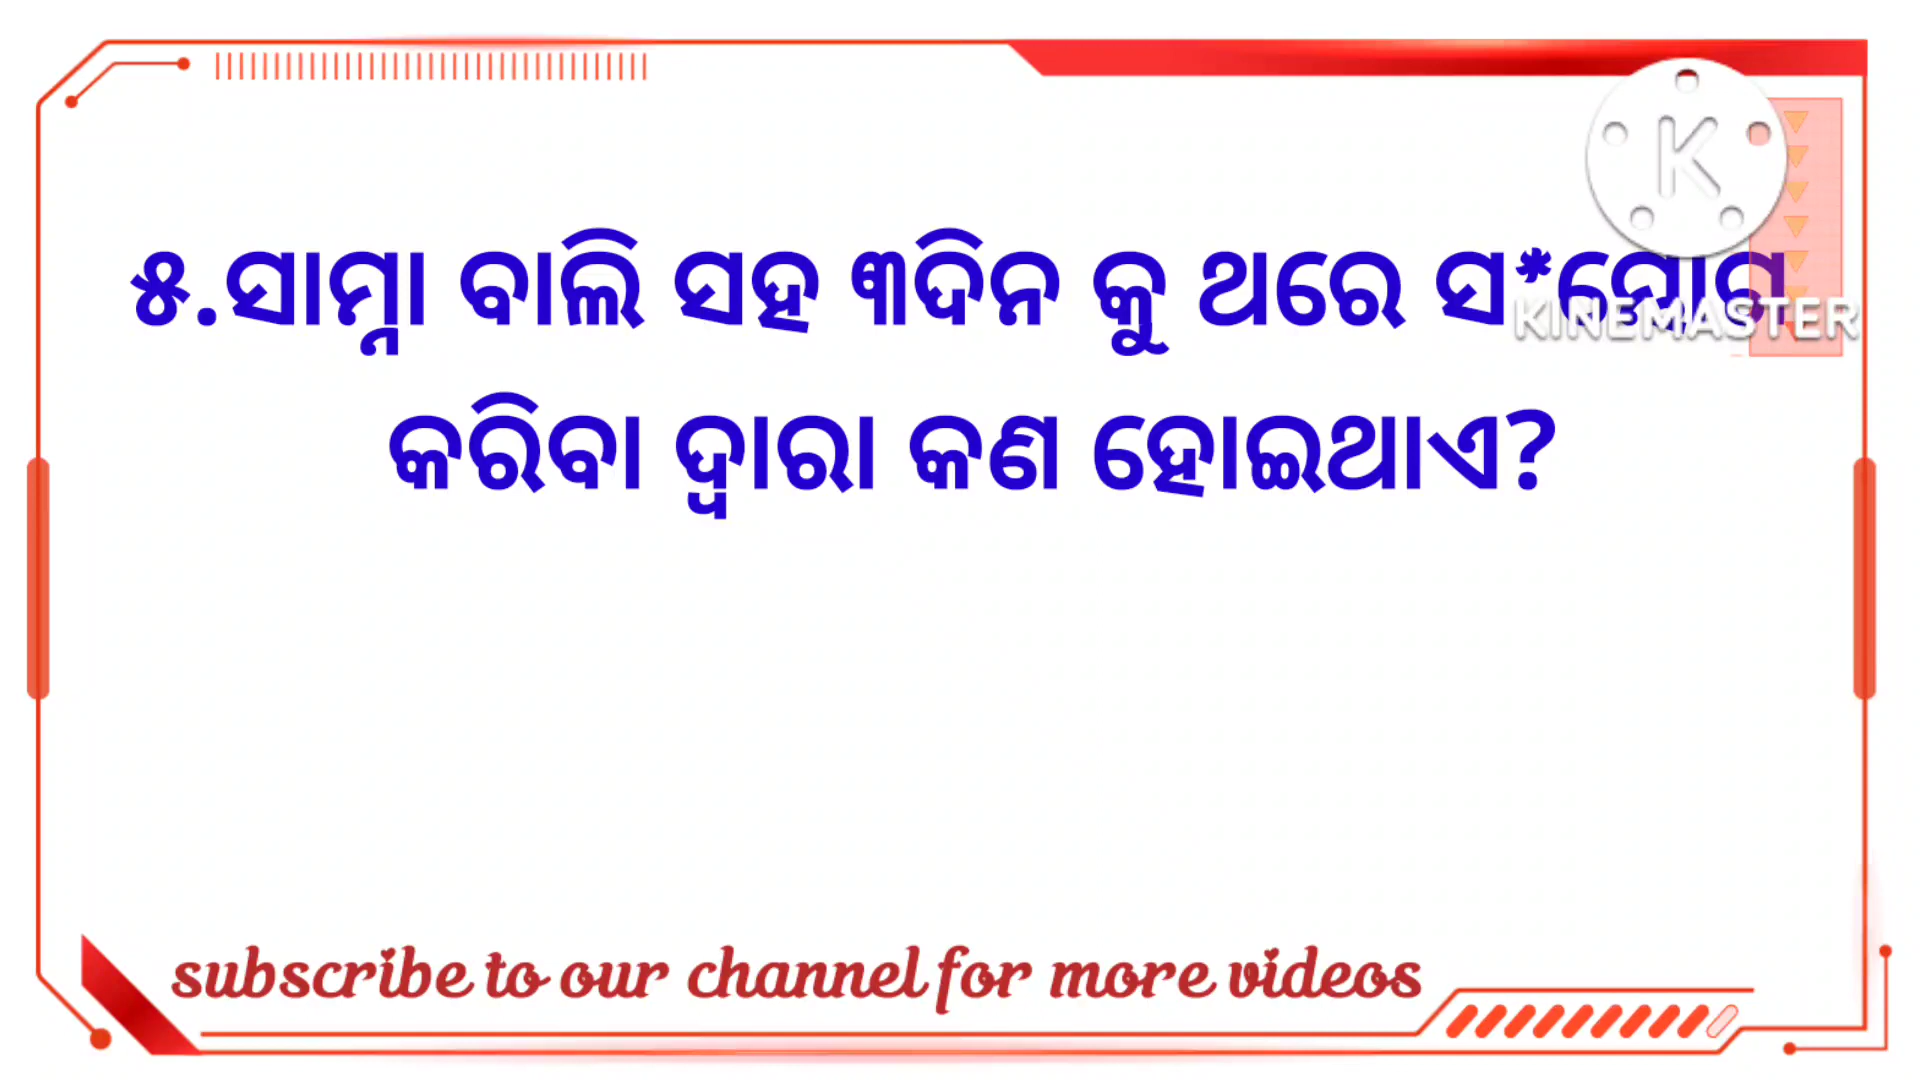 ୫.ସାମ୍ନା ବାଲି ସହ ୩ଦିନ କୁ ଥରେ ସ*ମ୍ଭୋଗ
କରିବା ଦ୍ୱାରା କଣ ହୋଇଥାଏ?
KINEMASTER
subscribe to our channel for more videos